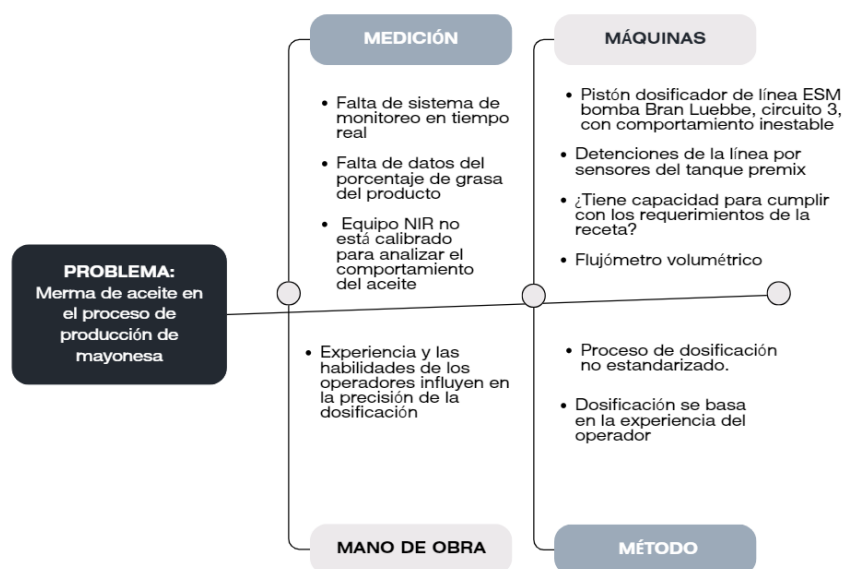 MEDICIÓN
MÁQUINAS
• Falta de sistema de
monitoreo en tiempo
real
• Falta de datos del
porcentaje de grasa
del producto
• Equipo NIR no
está calibrado
para analizar el
comportamiento
del aceite
• Pistón dosificador de línea ESM
bomba Bran Luebbe, circuito 3,
con comportamiento inestable
• Detenciones de la línea por
sensores del tanque premix
• ¿Tiene capacidad para cumplir
con los requerimientos de la
receta?
• Flujómetro volumétrico
PROBLEMA:
Merma de aceite en
el proceso de
producción de
mayonesa
• Experiencia y las
habilidades de los
operadores influyen en
la precisión de la
dosificación
• Proceso de dosificación
no estandarizado.
• Dosificación se basa
en la experiencia del
operador
MANO DE OBRA
MÉTODO